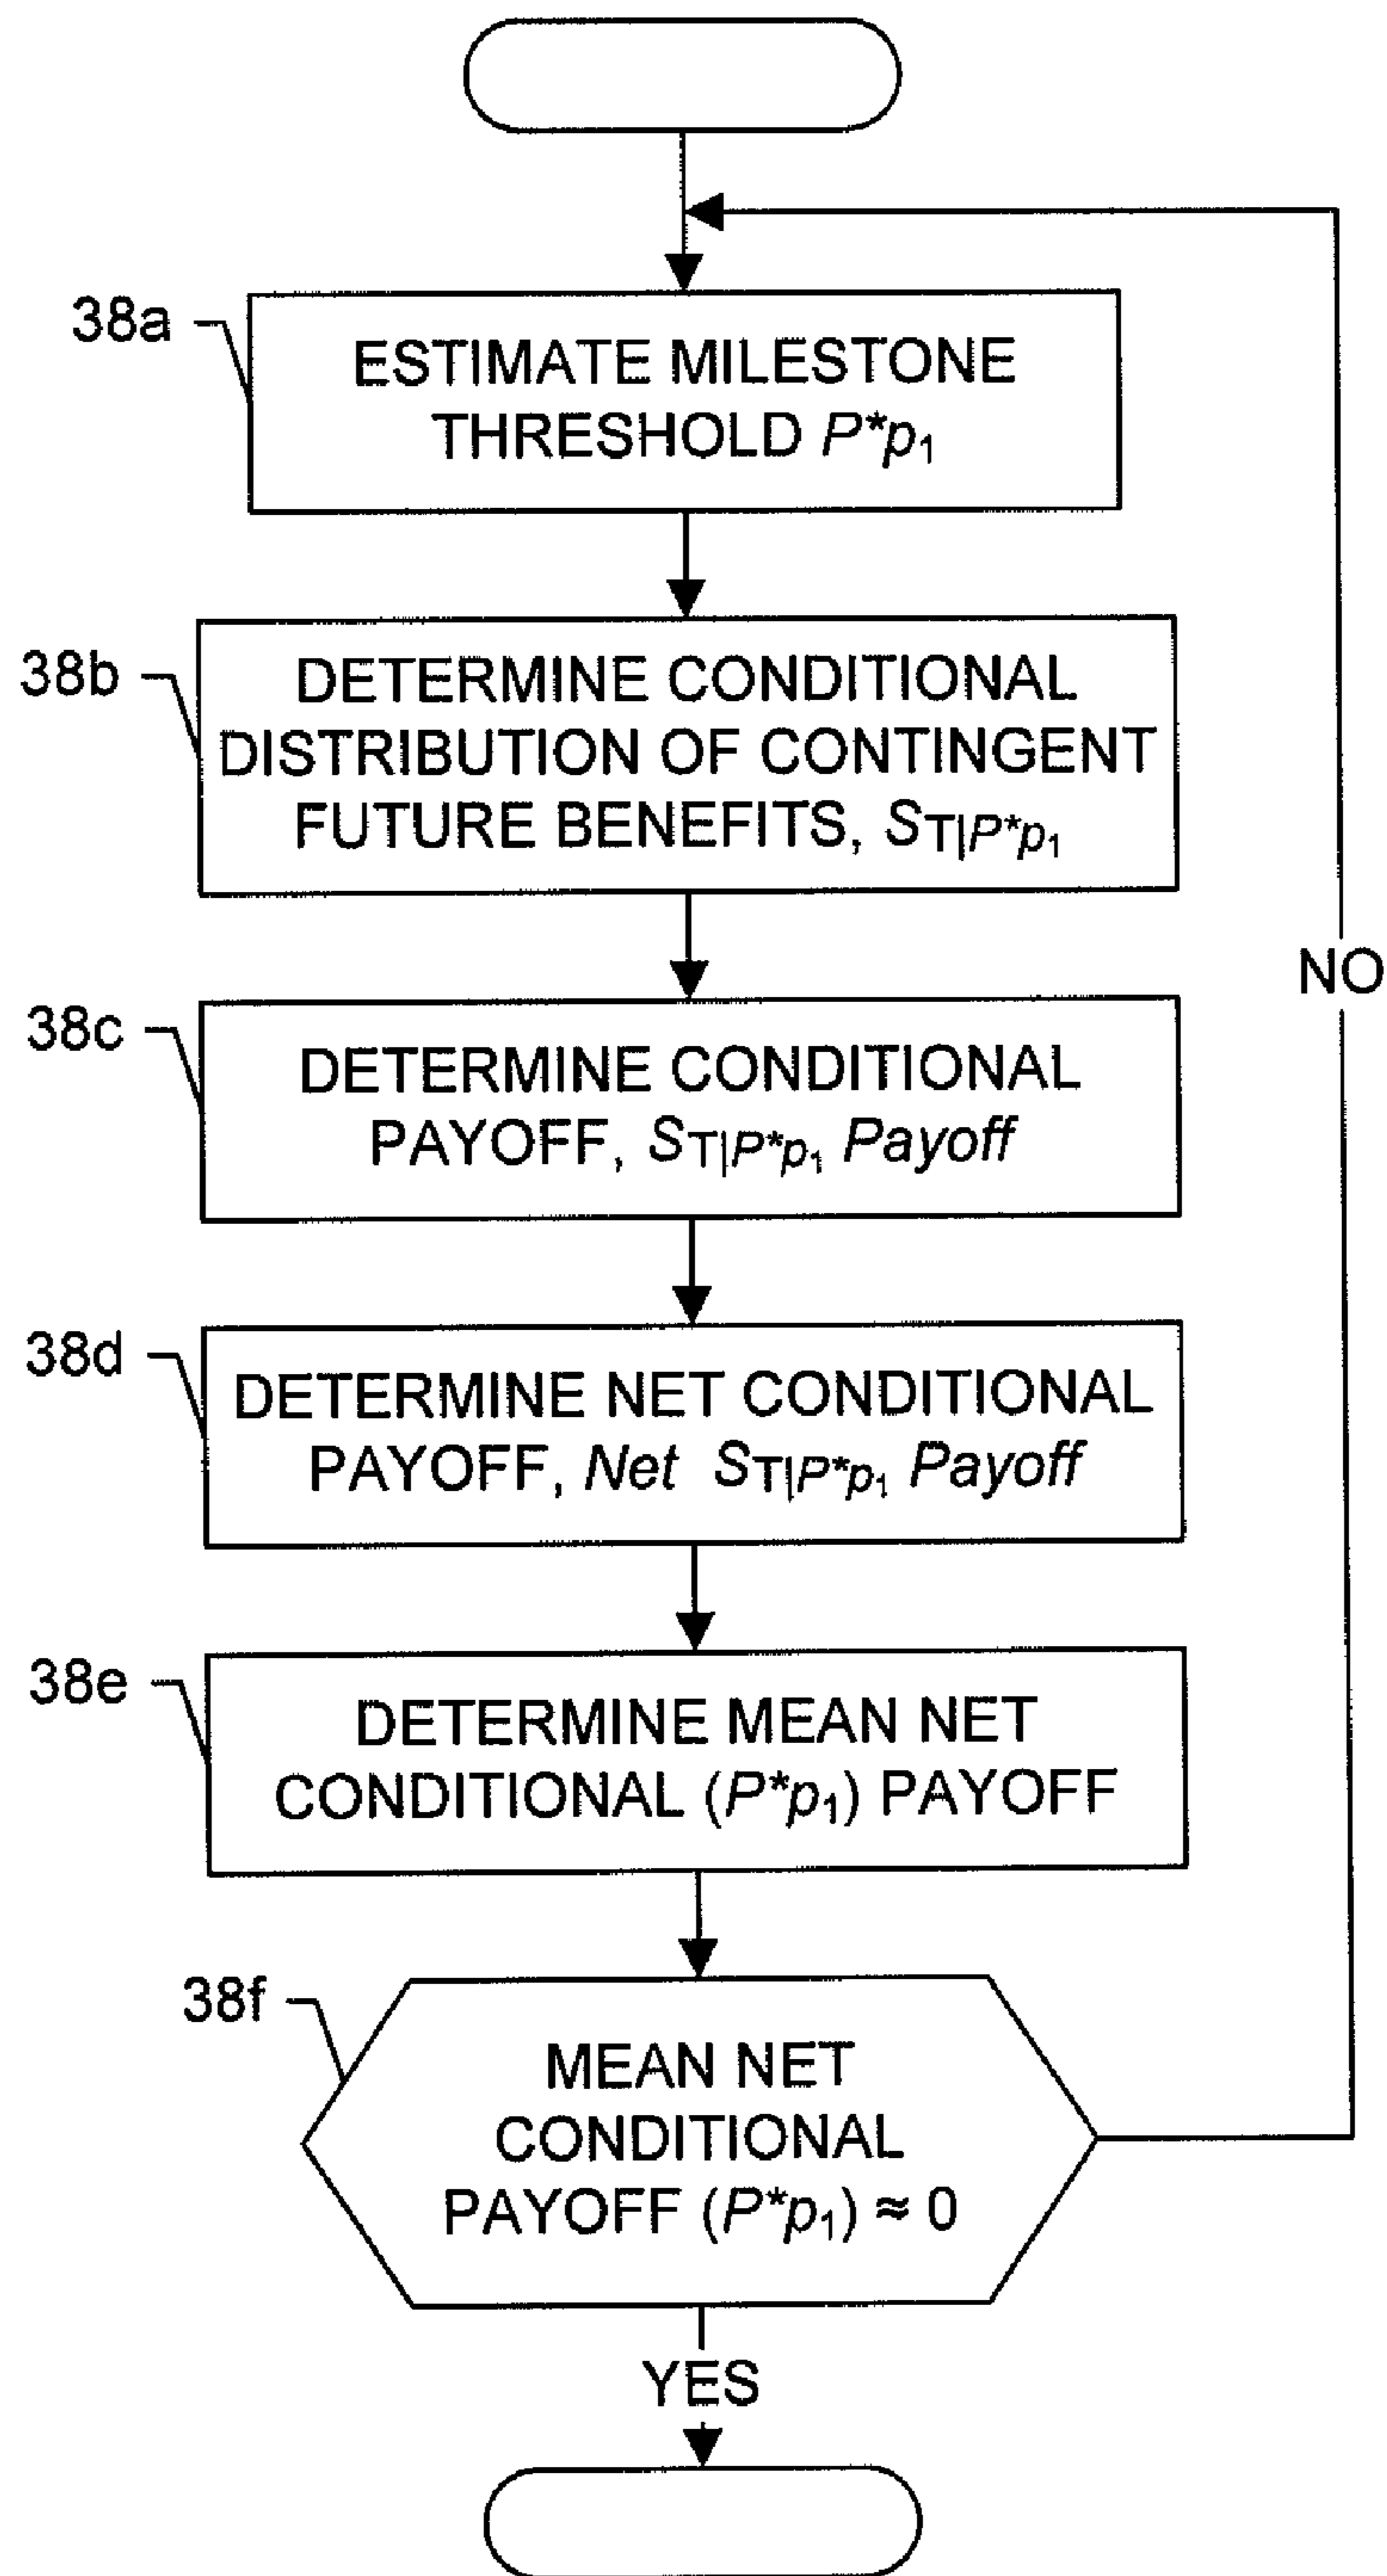 38a
ESTIMATE MILESTONE
THRESHOLD P*p₁
38b
DETERMINE CONDITIONAL
DISTRIBUTION OF CONTINGENT
FUTURE BENEFITS, ST|P*p₁
NO
38c
DETERMINE CONDITIONAL
PAYOFF, ST|P*p₁ Payoff
38d
DETERMINE NET CONDITIONAL
PAYOFF, Net ST|P*p₁ Payoff
38e
DETERMINE MEAN NET
CONDITIONAL (P*p₁) PAYOFF
38f
MEAN NET
CONDITIONAL
PAYOFF (P*p₁) ≈ 0
YES